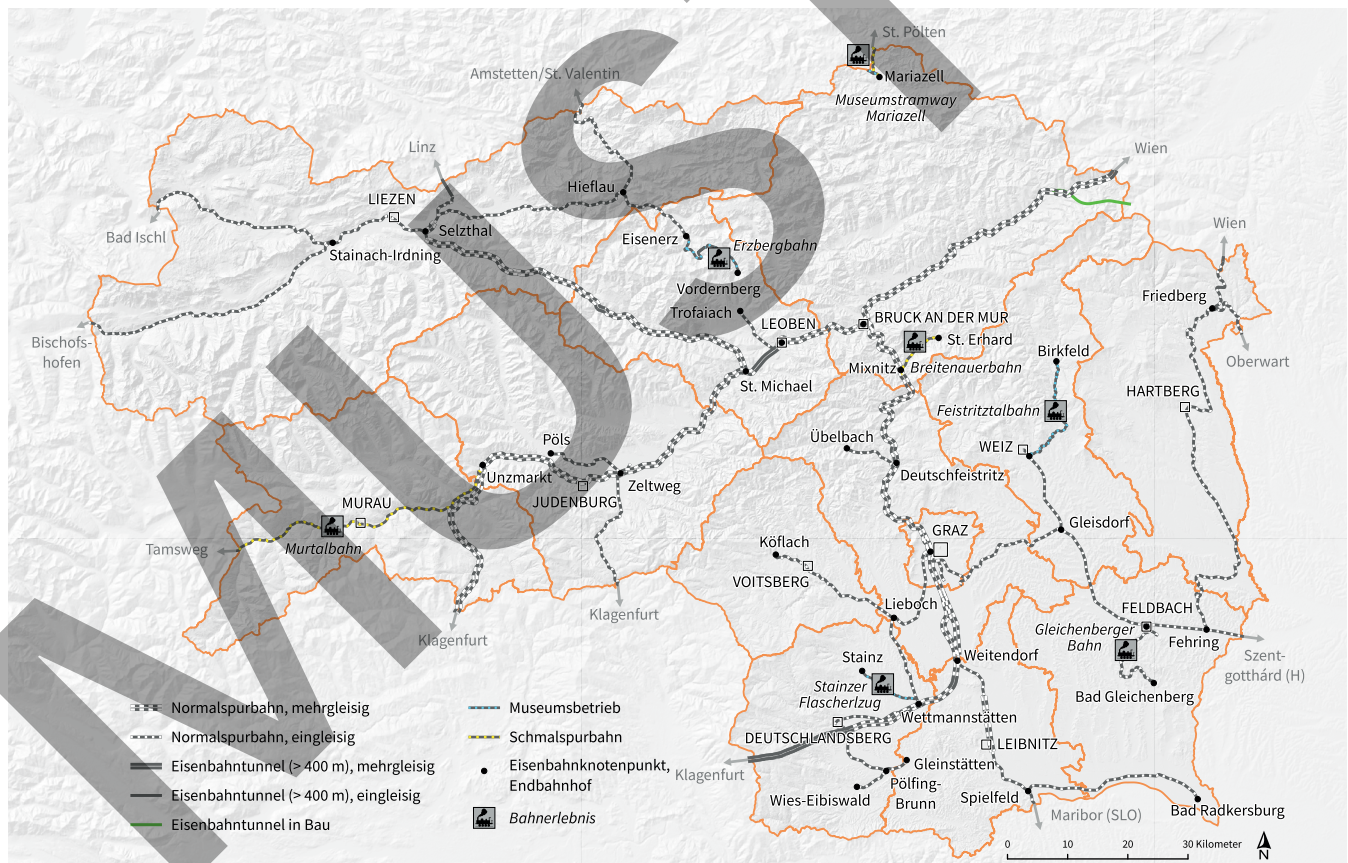 St. Pölten
Amstetten/St. Valentin
Mariazell
Museumstramway
Mariazell
Linz
Wien
Hieflau
LIEZEN
Bad Ischl
Selzthal
Eisenerz
Erzbergbahn
Wien
Stainach-Irdning
Vordernberg
Friedberg
Trofaiach
LEOBEN
BRUCK AN DER MUR
Bischofs-
hofen
St. Erhard
Birkfeld
Oberwart
Mixnitz
Breitenauerbahn
St. Michael
HARTBERG
Feistritztalbahn
Pöls
Übelbach
WEIZ
Unzmarkt
Deutschfeistritz
Zeltweg
JUDENBURG
MURAU
Gleisdorf
GRAZ
Tamsweg
Murtalbahn
Köflach
VOITSBERG
Klagenfurt
Klagenfurt
Lieboch
FELDBACH
Gleichenberger
Bahn
Fehring
Szent-
gotthárd (H)
Weitendorf
Stainz
Stainzer
Flascherlzug
Bad Gleichenberg
Wettmannstätten
DEUTSCHLANDSBERG
LEIBNITZ
Klagenfurt
Gleinstätten
Pölfing-
Brunn
Wies-Eibiswald
Spielfeld
Maribor (SLO)
Bad Radkersburg
Normalspurbahn, mehrgleisig
Normalspurbahn, eingleisig
Eisenbahntunnel (> 400 m), mehrgleisig
Eisenbahntunnel (> 400 m), eingleisig
Eisenbahntunnel in Bau
Museumsbetrieb
Schmalspurbahn
Eisenbahnknotenpunkt,
Endbahnhof
Bahnerlebnis
0 10 20 30 Kilometer
N